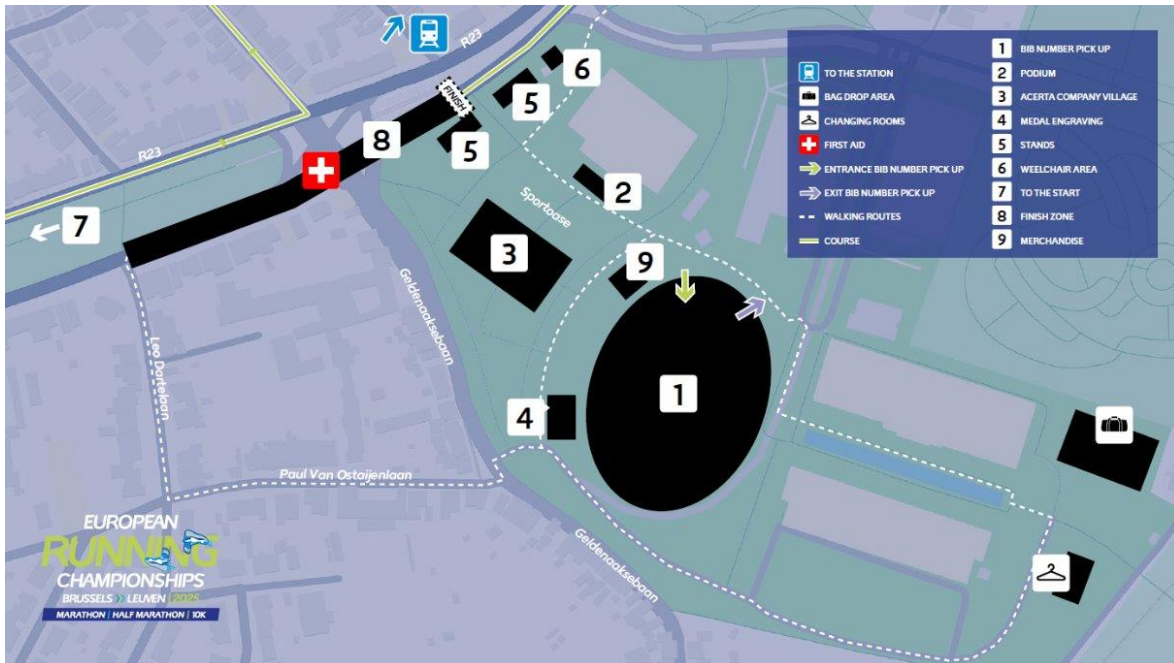 R23
FINISH
R23
6
5
5
8
7
2
Sportoase
3
9
Geldenaaksebaan
Leo Dartelaan
1
4
Paul Van Ostaijenlaan
Geldenaaksebaan
TO THE STATION
BAG DROP AREA
CHANGING ROOMS
FIRST AID
ENTRANCE BIB NUMBER PICK UP
EXIT BIB NUMBER PICK UP
WALKING ROUTES
COURSE
1 BIB NUMBER PICK UP
2 PODIUM
3 ACERTA COMPANY VILLAGE
4 MEDAL ENGRAVING
5 STANDS
6 WEELCHAIR AREA
7 TO THE START
8 FINISH ZONE
9 MERCHANDISE
EUROPEAN
RUNNING
CHAMPIONSHIPS
BRUSSELS >> LEUVEN | 2025
MARATHON | HALF MARATHON | 10K